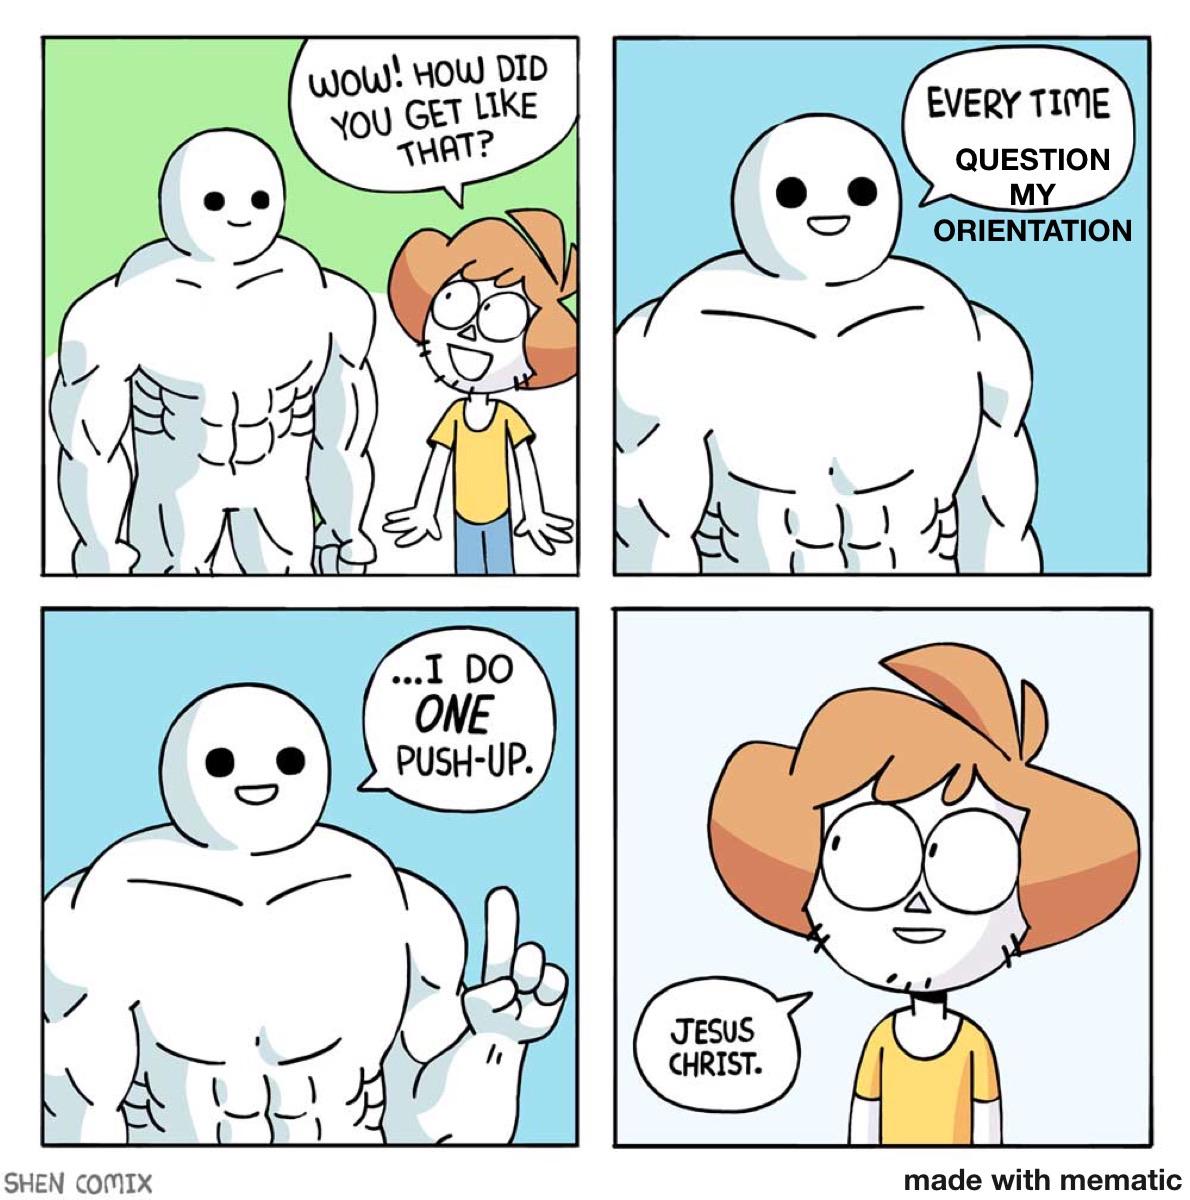 WOW! HOW DID
YOU GET LIKE
THAT?
EVERY TIME
QUESTION
MY
ORIENTATION
...I DO
ONE
PUSH-UP.
JESUS
CHRIST.
SHEN COMIX
made with mematic